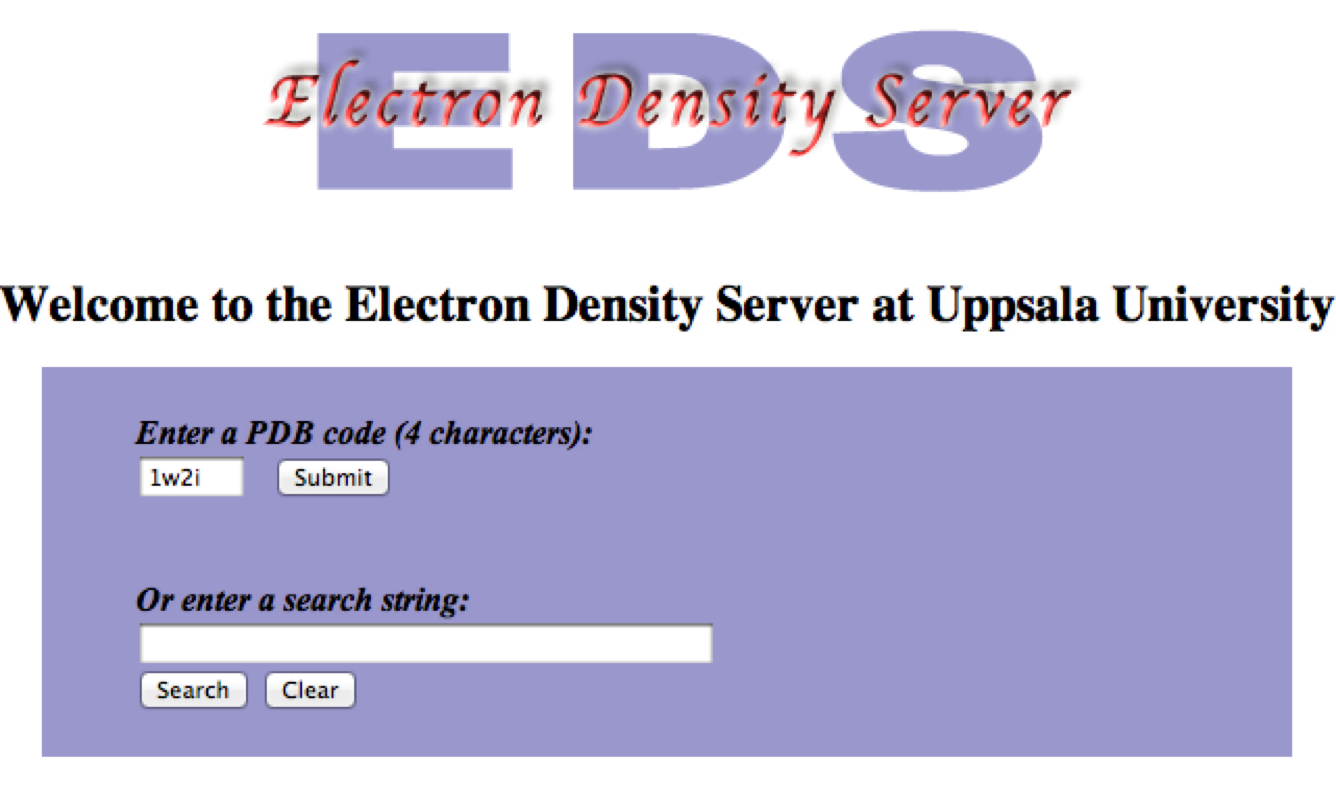 EDS
Electron Density Server
Welcome to the Electron Density Server at Uppsala University
Enter a PDB code (4 characters):
1w2i Submit
Or enter a search string:
Search Clear